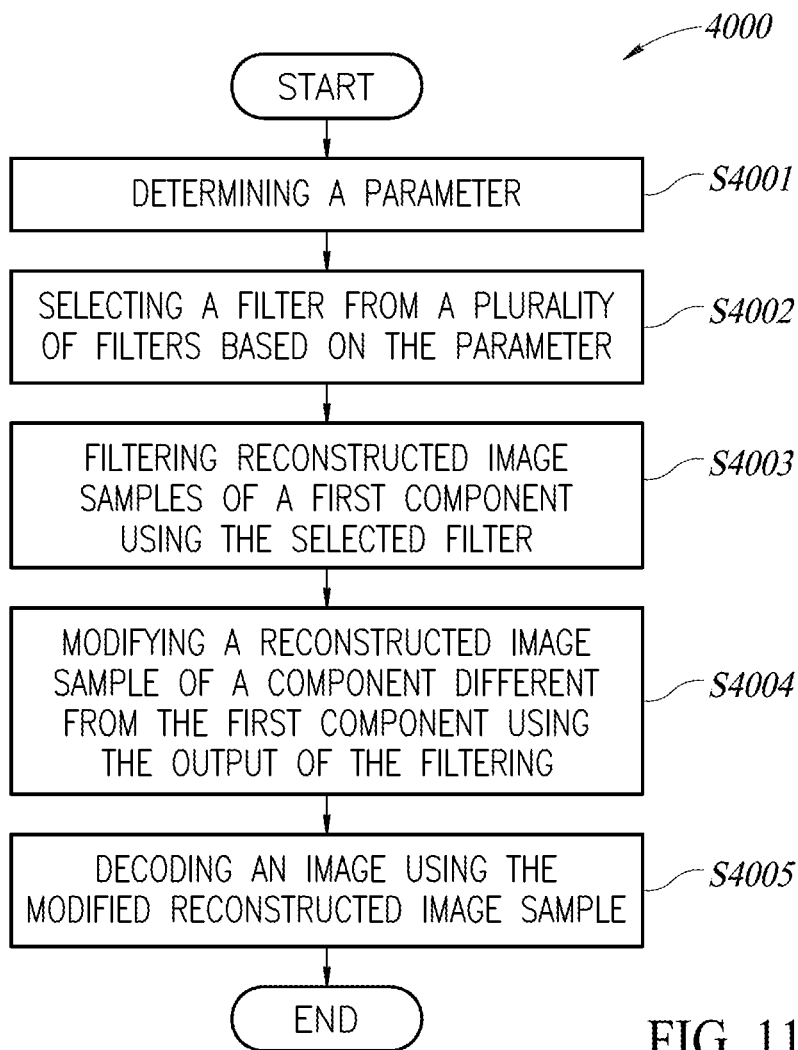 4000
START
DETERMINING A PARAMETER
S4001
SELECTING A FILTER FROM A PLURALITY
OF FILTERS BASED ON THE PARAMETER
S4002
FILTERING RECONSTRUCTED IMAGE
SAMPLES OF A FIRST COMPONENT
USING THE SELECTED FILTER
S4003
MODIFYING A RECONSTRUCTED IMAGE
SAMPLE OF A COMPONENT DIFFERENT
FROM THE FIRST COMPONENT USING
THE OUTPUT OF THE FILTERING
S4004
DECODING AN IMAGE USING THE
MODIFIED RECONSTRUCTED IMAGE SAMPLE
S4005
END
FIG. 11